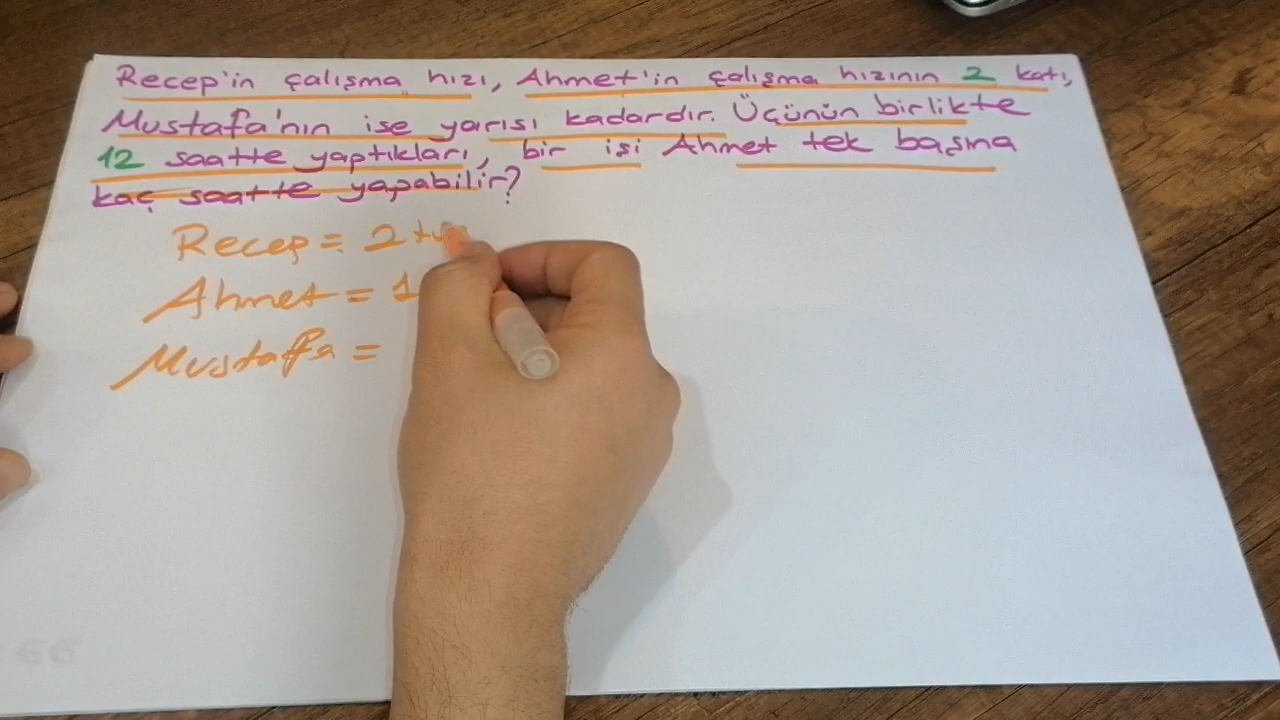 Recep'in çalışma hızı, Ahmet'in çalışma hızının 2 katı,
Mustafa'nın ise yarısı kadardır. Üçünün birlikte
12 saatte yaptıkları, bir işi Ahmet tek başına
kaç saatte yapabilir?
Recep = 2
Ahmet = 1
Mustafa =